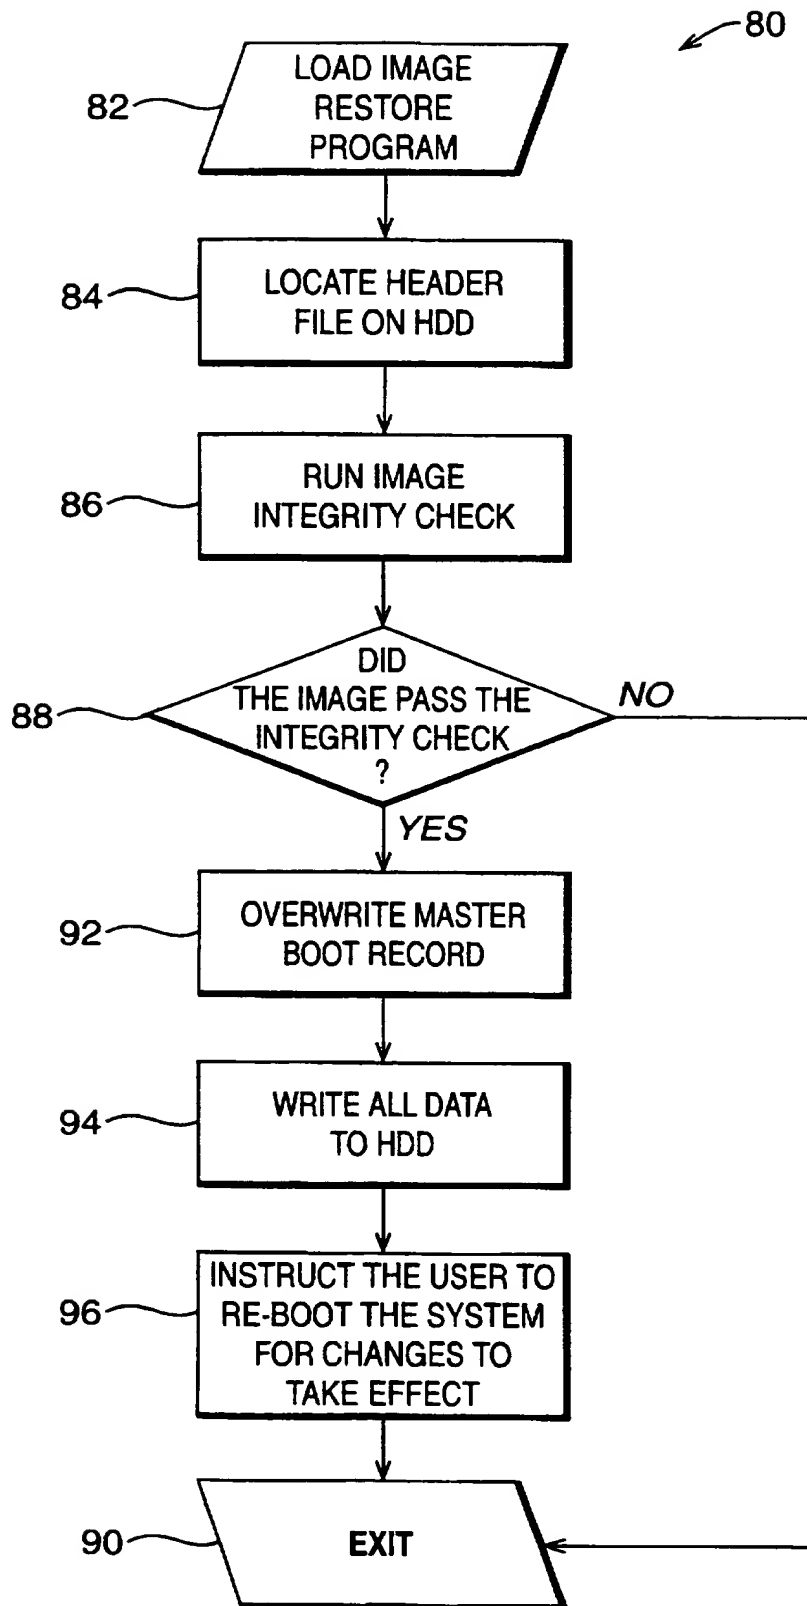 80
82
LOAD IMAGE
RESTORE
PROGRAM
84
LOCATE HEADER
FILE ON HDD
86
RUN IMAGE
INTEGRITY CHECK
88
DID
THE IMAGE PASS THE
INTEGRITY CHECK
?
NO
YES
92
OVERWRITE MASTER
BOOT RECORD
94
WRITE ALL DATA
TO HDD
96
INSTRUCT THE USER TO
RE-BOOT THE SYSTEM
FOR CHANGES TO
TAKE EFFECT
90
EXIT